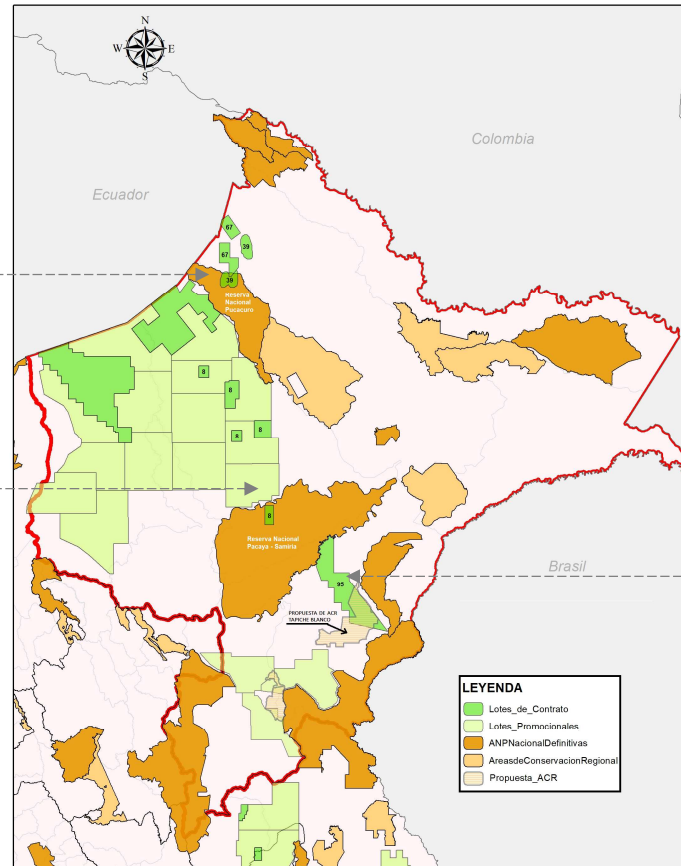 N
W E
S
Colombia
Ecuador
67
67
39
39
Reserva
Nacional
Pucacuro
8
8
8
8
8
Reserva Nacional
Pacaya - Samiria
95
Brasil
PROPUESTA DE ACR
TAPICHE BLANCO
LEYENDA
Lotes_de_Contrato
Lotes_Promocionales
ANPNacionalDefinitivas
AreasdeConservacionRegional
Propuesta_ACR